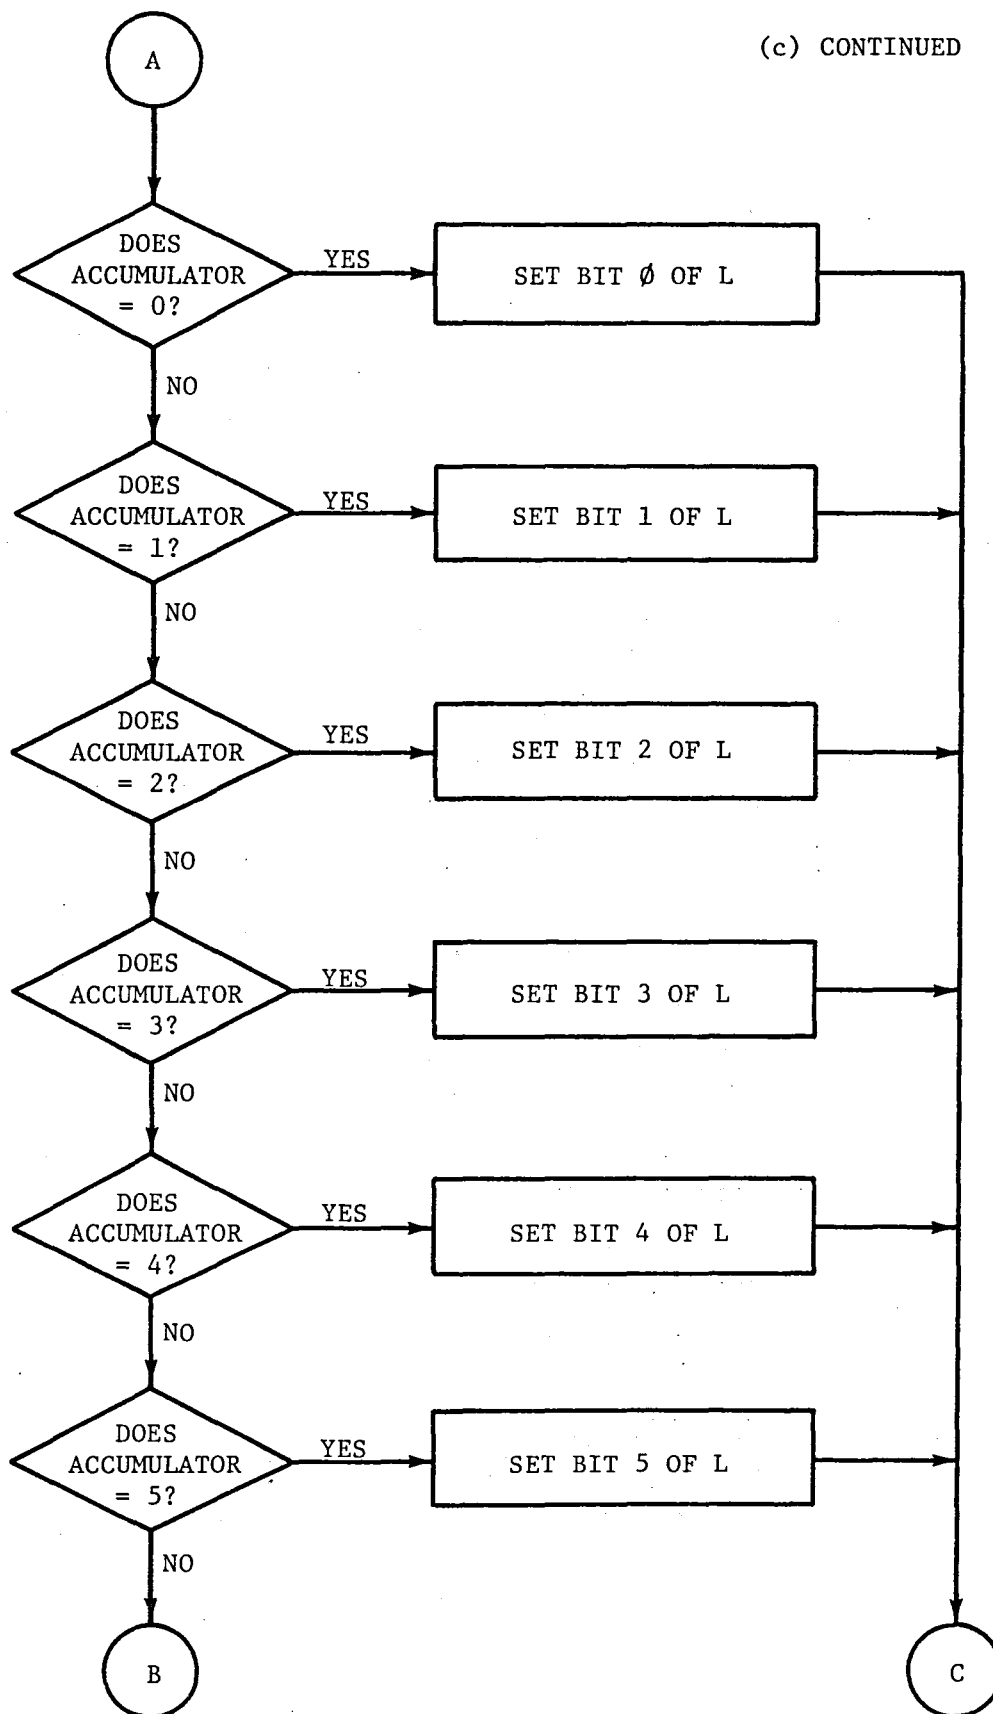 (c) CONTINUED
A
DOES
ACCUMULATOR
= 0?
YES
SET BIT Ø OF L
NO
DOES
ACCUMULATOR
= 1?
YES
SET BIT 1 OF L
NO
DOES
ACCUMULATOR
= 2?
YES
SET BIT 2 OF L
NO
DOES
ACCUMULATOR
= 3?
YES
SET BIT 3 OF L
NO
DOES
ACCUMULATOR
= 4?
YES
SET BIT 4 OF L
NO
DOES
ACCUMULATOR
= 5?
YES
SET BIT 5 OF L
NO
B
C